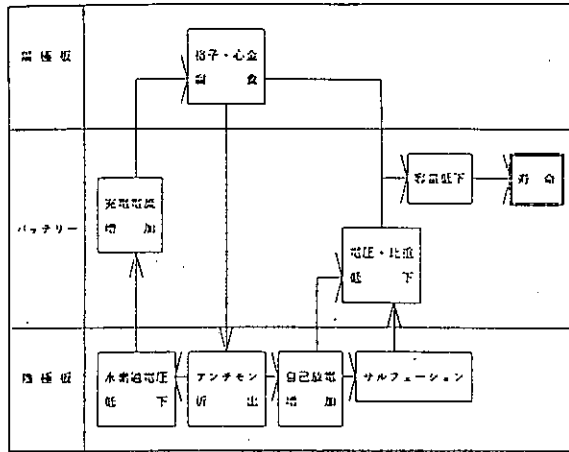 陽極板
格子・心金
腐食
バッテリー
充電電流
増加
容量低下
寿命
電圧・比重
低下
陰極板
水素過電圧
低下
アンチモン
析出
自己放電
増加
サルフェーション